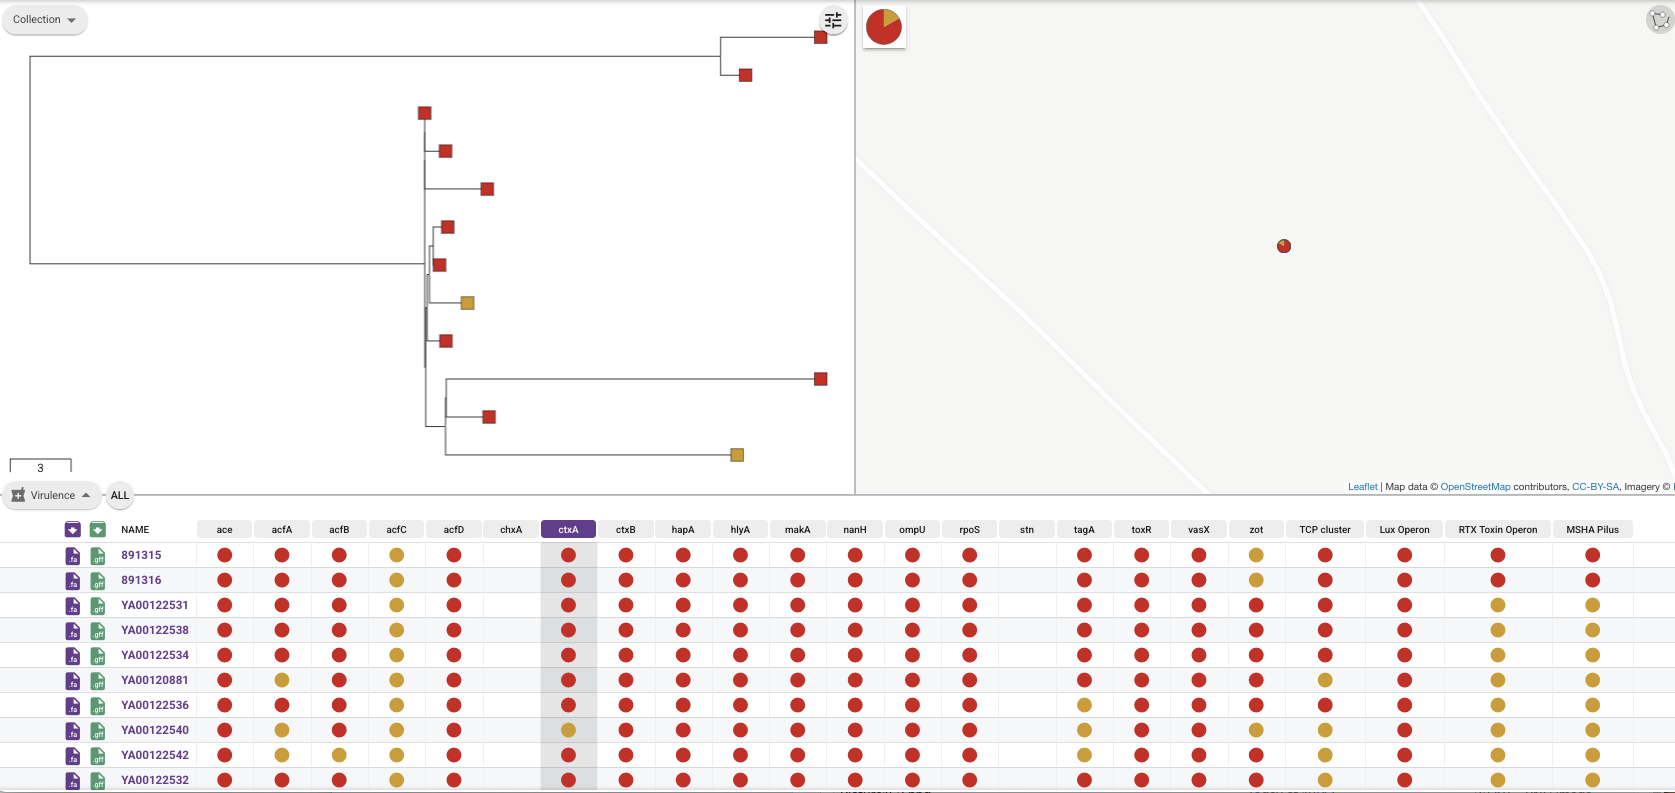 Collection
3
Leaflet | Map data © OpenStreetMap contributors, CC-BY-SA, Imagery ©
Virulence ALL
NAME ace acfA acfB acfC acfD chxA ctxA ctxB hapA hlyA makA nanH ompU rpoS stn tagA toxR vasX zot TCP cluster Lux Operon RTX Toxin Operon MSHA Pilus
.fa .gff 891315
.fa .gff 891316
.fa .gff YA00122531
.fa .gff YA00122538
.fa .gff YA00122534
.fa .gff YA00120881
.fa .gff YA00122536
.fa .gff YA00122540
.fa .gff YA00122542
.fa .gff YA00122532